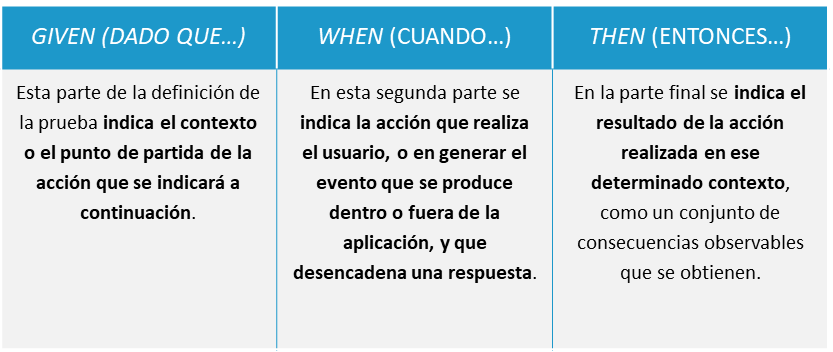 GIVEN (DADO QUE…)
Esta parte de la definición de
la prueba indica el contexto
o el punto de partida de la
acción que se indicará a
continuación.
WHEN (CUANDO…)
En esta segunda parte se
indica la acción que realiza
el usuario, o en generar el
evento que se produce
dentro o fuera de la
aplicación, y que
desencadena una respuesta.
THEN (ENTONCES…)
En la parte final se indica el
resultado de la acción
realizada en ese
determinado contexto,
como un conjunto de
consecuencias observables
que se obtienen.